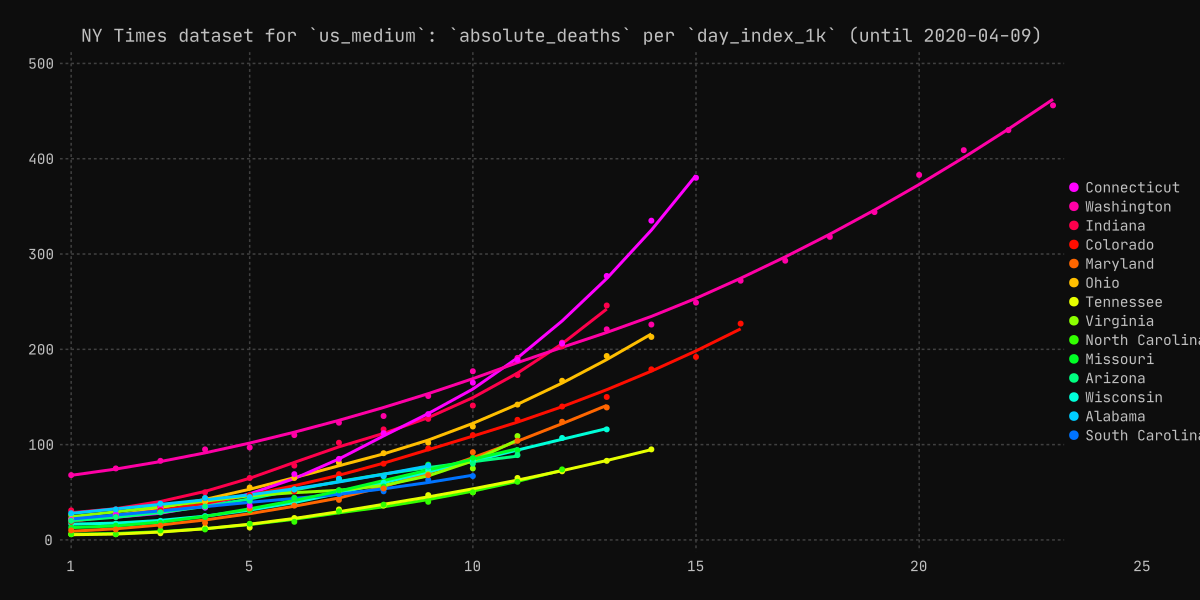 NY Times dataset for `us_medium`: `absolute_deaths` per `day_index_1k` (until 2020-04-09)
500
400
300
200
100
0
1 5 10 15 20 25
Connecticut
Washington
Indiana
Colorado
Maryland
Ohio
Tennessee
Virginia
North Carolina
Missouri
Arizona
Wisconsin
Alabama
South Carolina